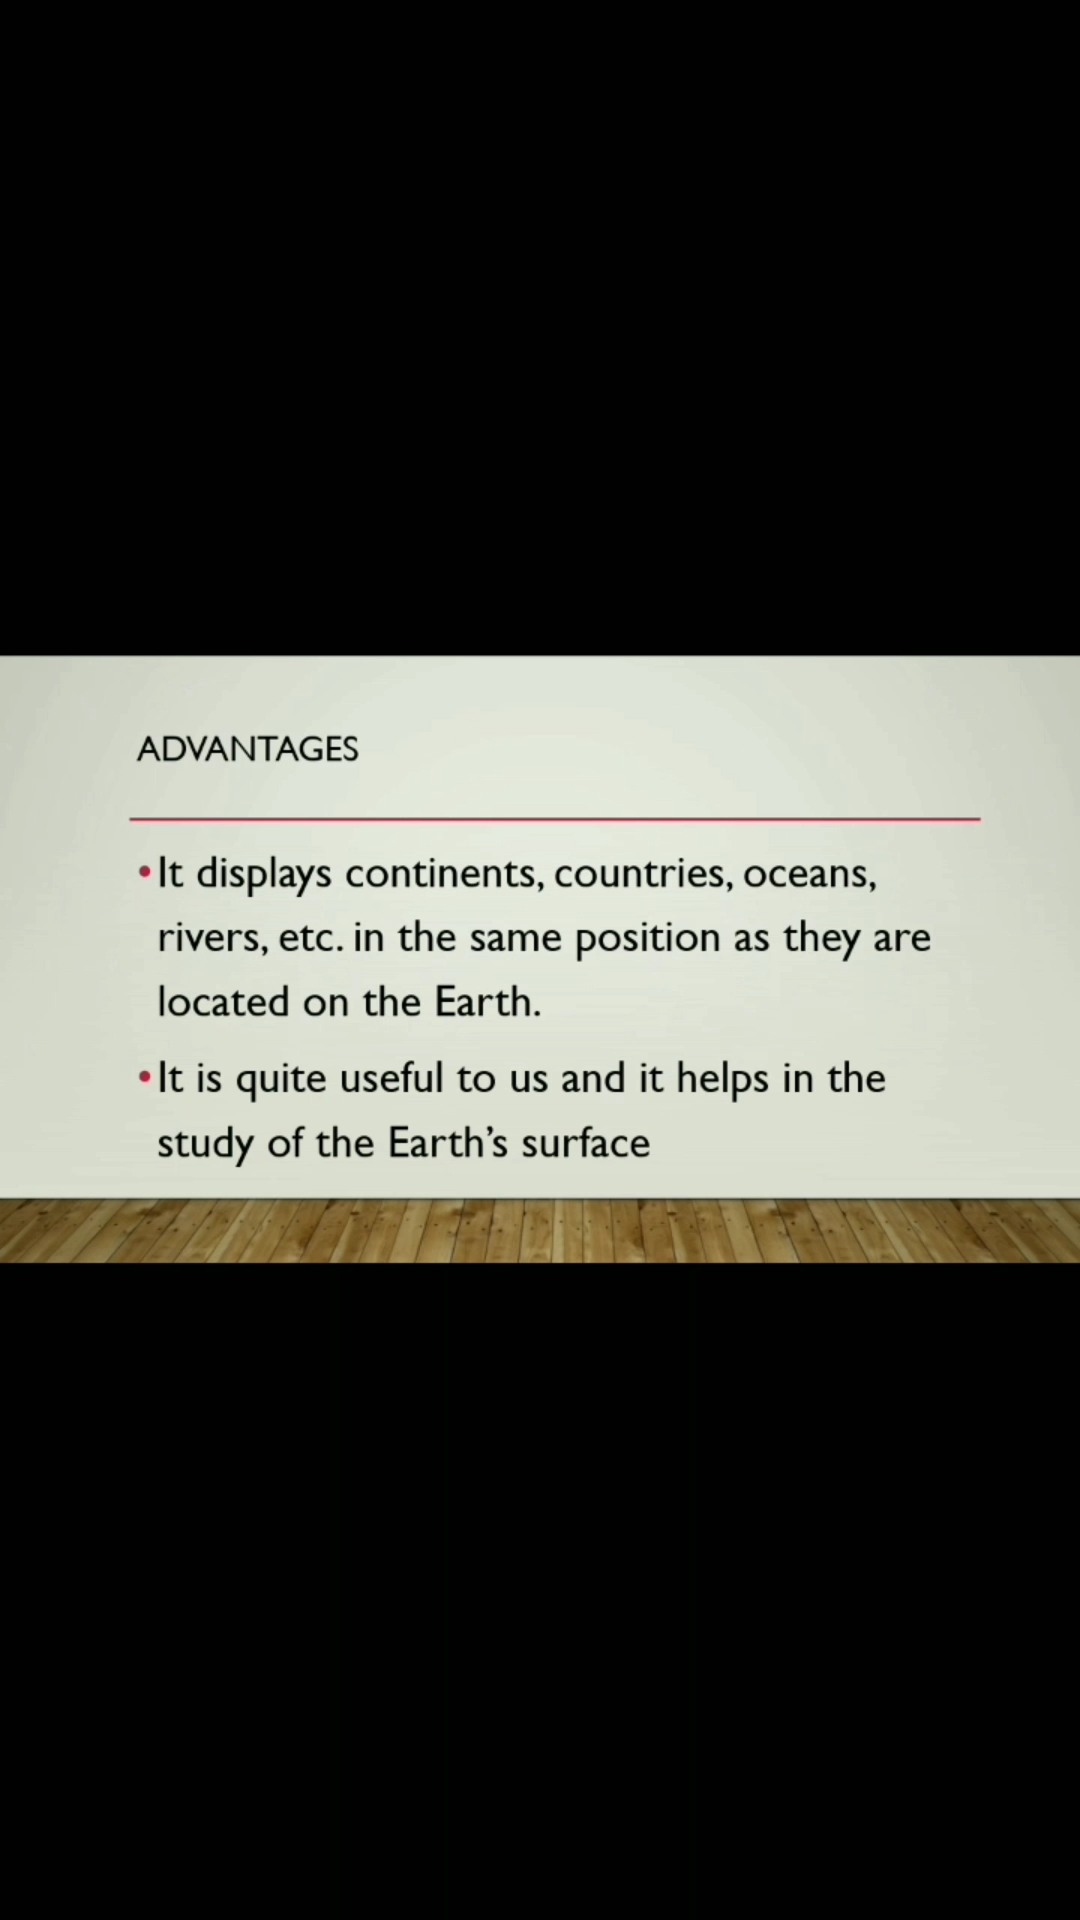 ADVANTAGES
•It displays continents, countries, oceans,
rivers, etc. in the same position as they are
located on the Earth.
•It is quite useful to us and it helps in the
study of the Earth’s surface